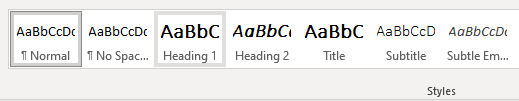 AaBbCcDc AaBbCcDc AaBbC AaBbCc AaBbC AaBbCcD AaBbCcDc
¶ Normal ¶ No Spac... Heading 1 Heading 2 Title Subtitle Subtle Em...
Styles